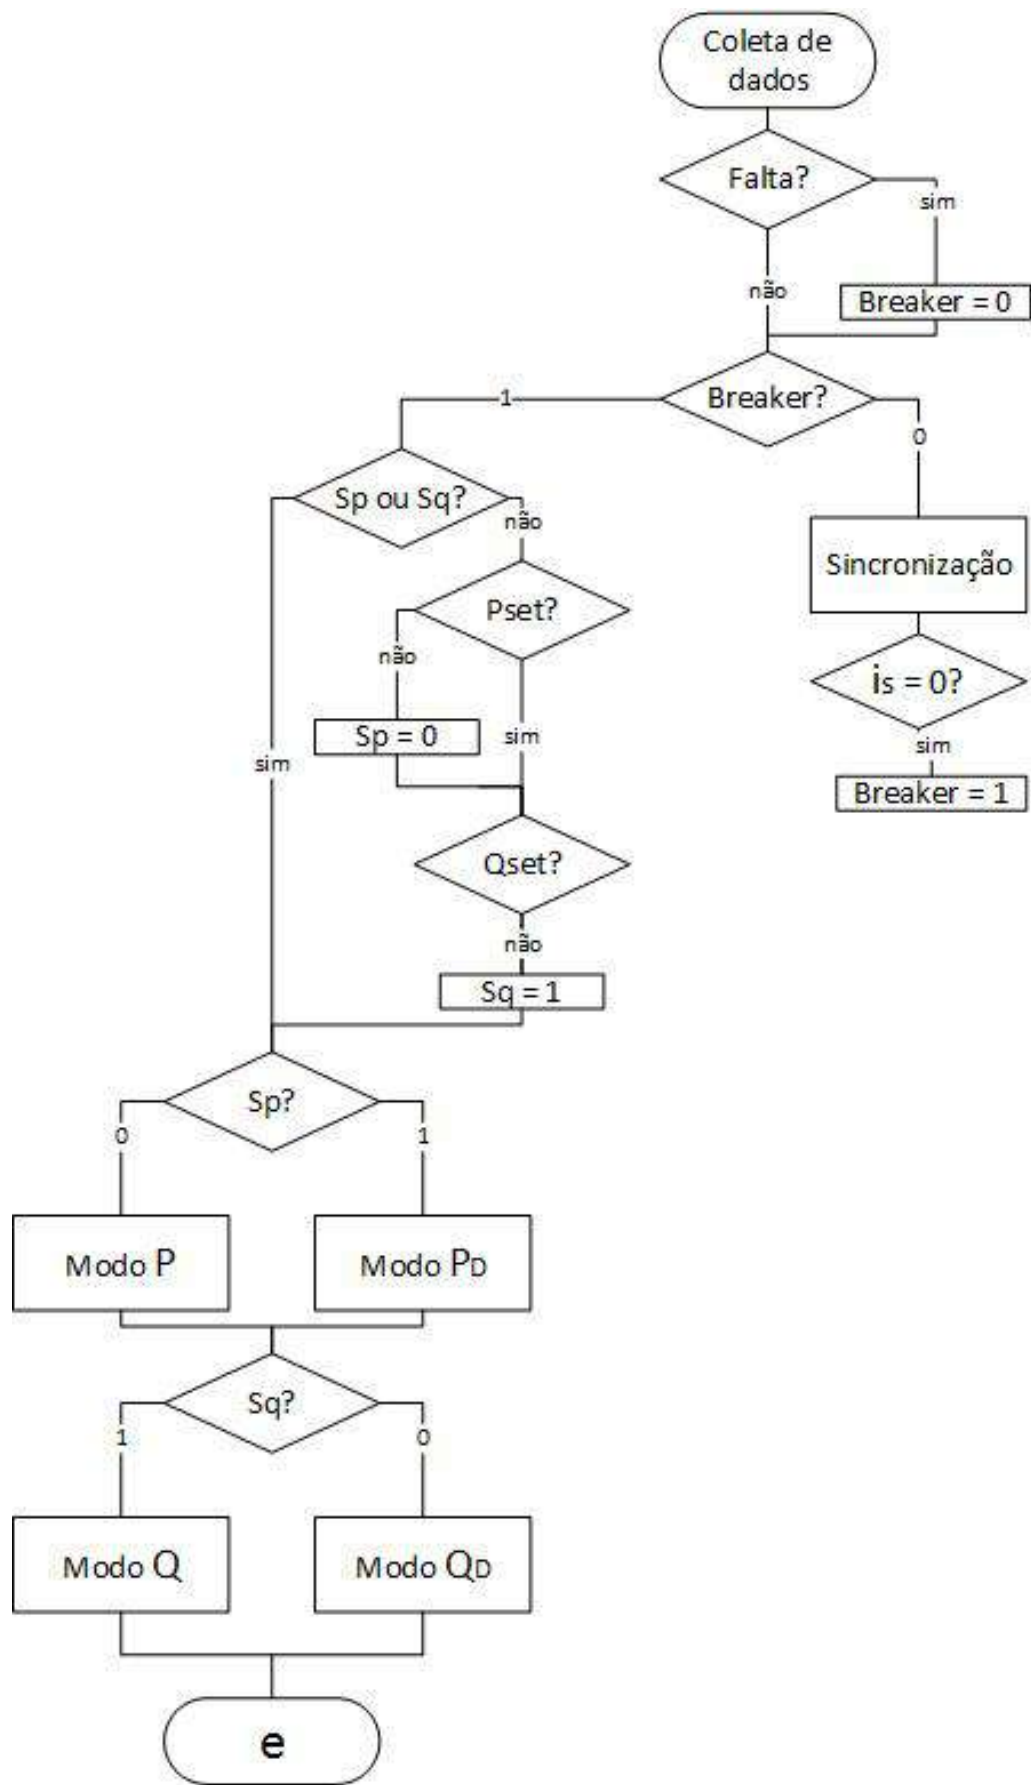 Coleta de
dados
Falta?
sim
não
Breaker = 0
Breaker?
1
0
Sp ou Sq?
não
Sincronização
Pset?
não
is = 0?
Sp = 0
sim
sim
sim
Breaker = 1
Qset?
não
Sq = 1
Sp?
0
1
Modo P
Modo PD
Sq?
1
0
Modo Q
Modo QD
e